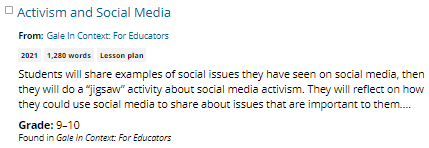 Activism and Social Media
From: Gale In Context: For Educators
2021 1,280 words Lesson plan
Students will share examples of social issues they have seen on social media, then
they will do a “jigsaw” activity about social media activism. They will reflect on how
they could use social media to share about issues that are important to them....
Grade: 9–10
Found in Gale In Context: For Educators